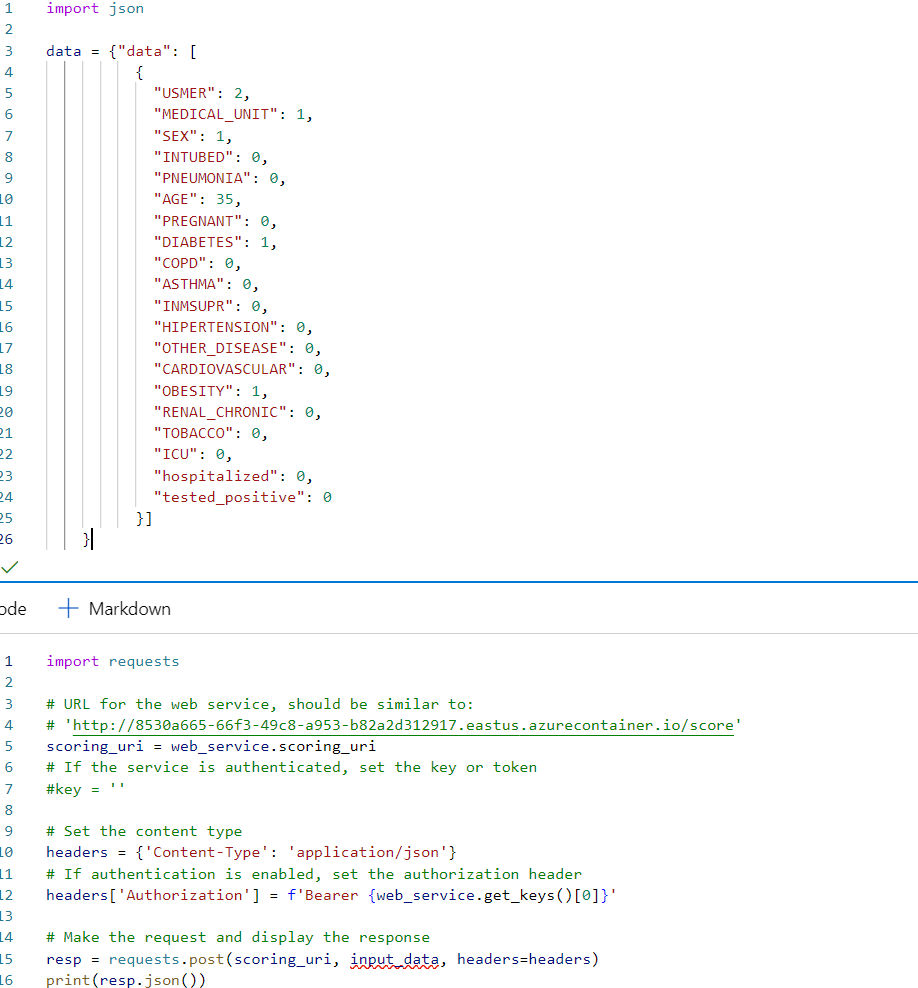 1 import json
2
3 data = {"data": [
4 {
5 "USMER": 2,
6 "MEDICAL_UNIT": 1,
7 "SEX": 1,
8 "INTUBED": 0,
9 "PNEUMONIA": 0,
10 "AGE": 35,
11 "PREGNANT": 0,
12 "DIABETES": 1,
13 "COPD": 0,
14 "ASTHMA": 0,
15 "INMSUPR": 0,
16 "HIPERTENSION": 0,
17 "OTHER_DISEASE": 0,
18 "CARDIOVASCULAR": 0,
19 "OBESITY": 1,
20 "RENAL_CHRONIC": 0,
21 "TOBACCO": 0,
22 "ICU": 0,
23 "hospitalized": 0,
24 "tested_positive": 0
25 }]
26 }
ode + Markdown
1 import requests
2
3 # URL for the web service, should be similar to:
4 # 'http://8530a665-66f3-49c8-a953-b82a2d312917.eastus.azurecontainer.io/score'
5 scoring_uri = web_service.scoring_uri
6 # If the service is authenticated, set the key or token
7 #key = ''
8
9 # Set the content type
10 headers = {'Content-Type': 'application/json'}
11 # If authentication is enabled, set the authorization header
12 headers['Authorization'] = f'Bearer {web_service.get_keys()[0]}'
13
14 # Make the request and display the response
15 resp = requests.post(scoring_uri, input_data, headers=headers)
16 print(resp.json())